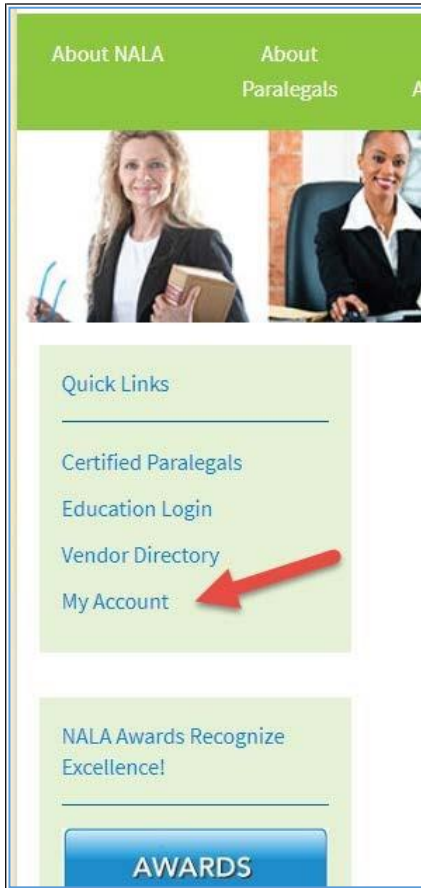 About NALA
About
Paralegals
A
Quick Links
Certified Paralegals
Education Login
Vendor Directory
My Account
NALA Awards Recognize
Excellence!
AWARDS